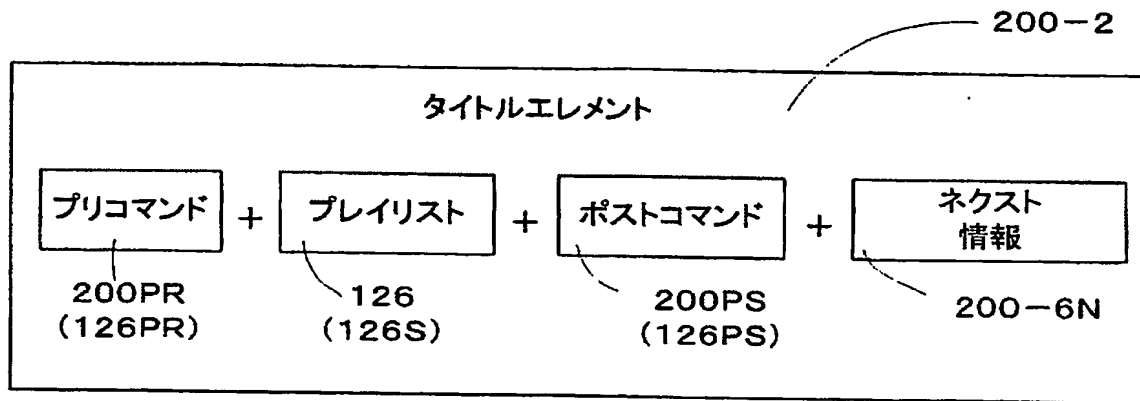 200-2
タイトルエレメント
プリコマンド + プレイリスト + ポストコマンド + ネクスト
情報
200PR 126 200PS 200-6N
(126PR) (126S) (126PS)